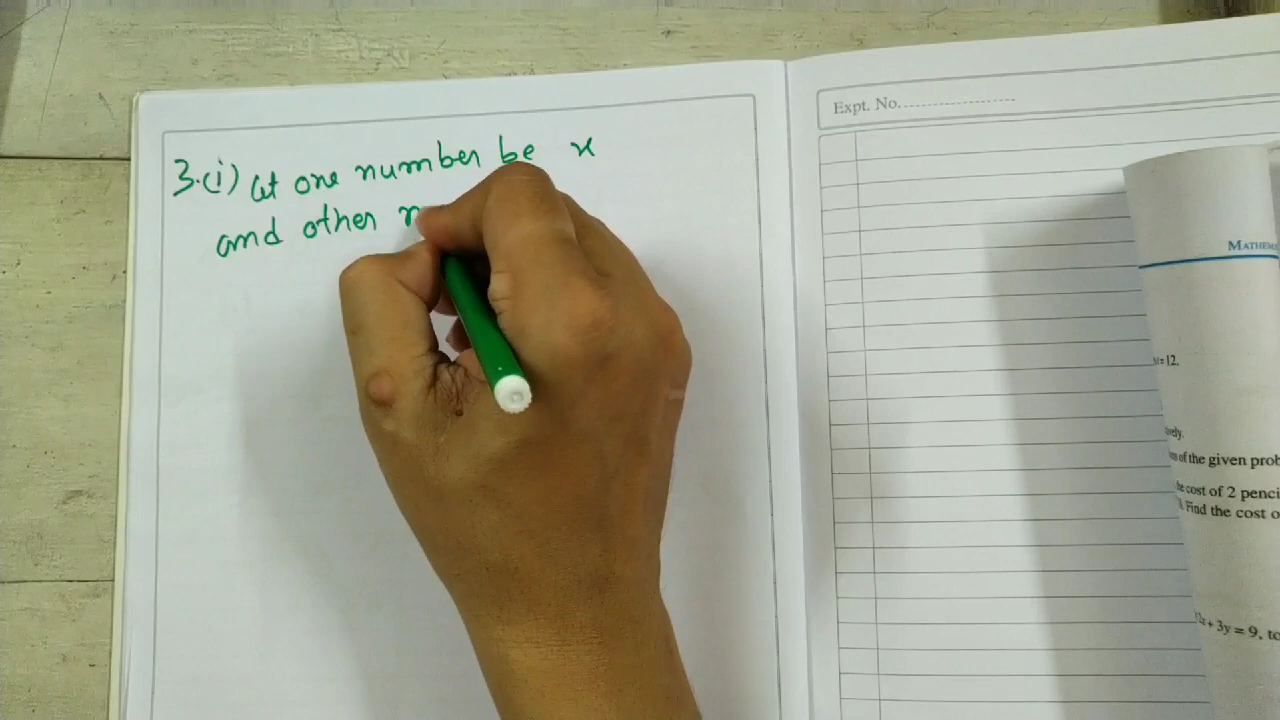 3.(i) let one number be x
and other n
Expt. No.
MATHEM
= 12.
of the given prob
cost of 2 penci
Find the cost o
+ 3y = 9, to